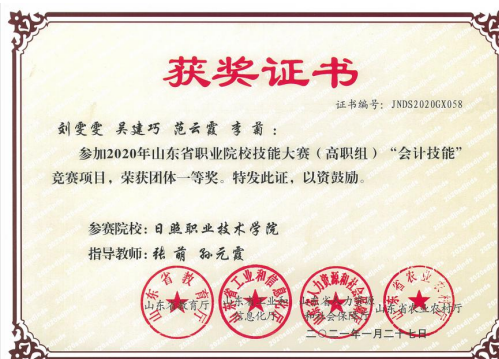 获奖证书
证书编号：JNDS2020GX058
刘雯雯 吴建巧 范云霞 李菊：
参加2020年山东省职业院校技能大赛（高职组）“会计技能”
竞赛项目，荣获团体一等奖。特发此证，以资鼓励。
参赛院校：日照职业技术学院
指导教师：张萌 孙元霞
山东省教育厅 山东省工业和信息化厅 山东省人力资源和社会保障厅 山东省农业农村厅
二〇二一年一月二十七日